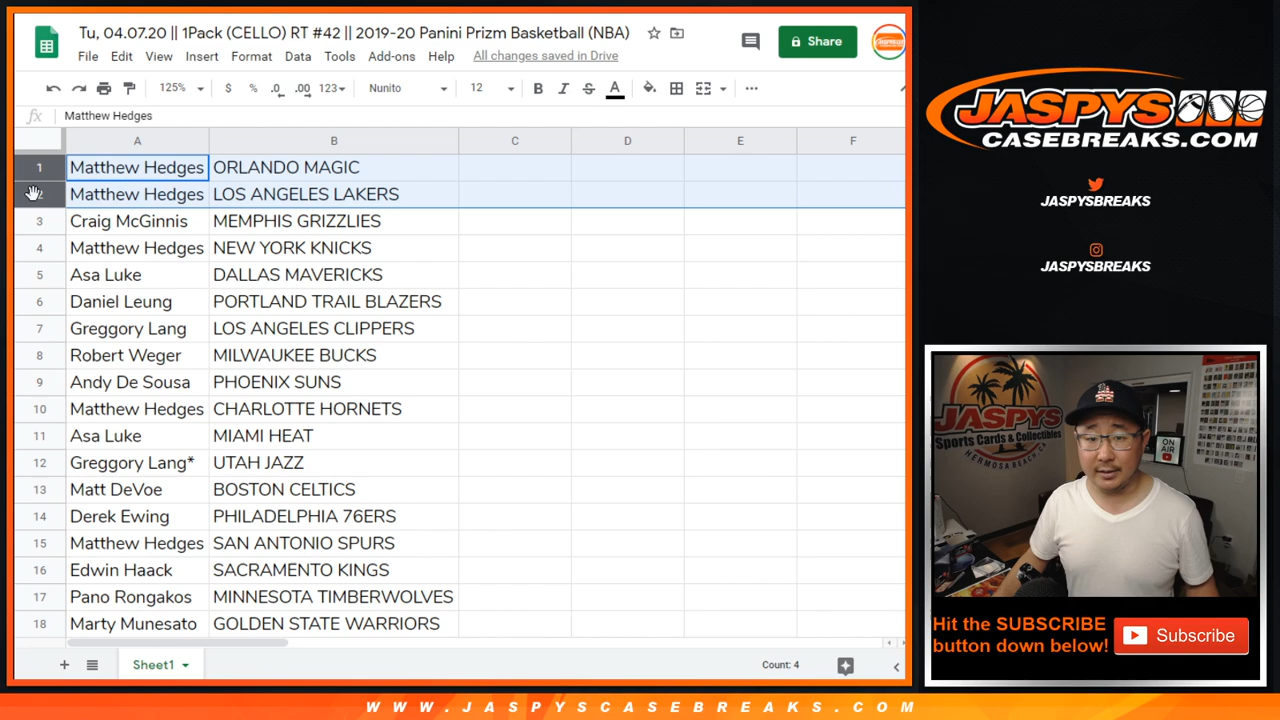 Tu, 04.07.20 || 1Pack (CELLO) RT #42 || 2019-20 Panini Prizm Basketball (NBA)
Share
File Edit View Insert Format Data Tools Add-ons Help All changes saved in Drive
125% $ % .0 .00 123 Nunito 12 B I S A
fx Matthew Hedges
A B C D E F
1 Matthew Hedges ORLANDO MAGIC
2 Matthew Hedges LOS ANGELES LAKERS
3 Craig McGinnis MEMPHIS GRIZZLIES
4 Matthew Hedges NEW YORK KNICKS
5 Asa Luke DALLAS MAVERICKS
6 Daniel Leung PORTLAND TRAIL BLAZERS
7 Greggory Lang LOS ANGELES CLIPPERS
8 Robert Weger MILWAUKEE BUCKS
9 Andy De Sousa PHOENIX SUNS
10 Matthew Hedges CHARLOTTE HORNETS
11 Asa Luke MIAMI HEAT
12 Greggory Lang* UTAH JAZZ
13 Matt DeVoe BOSTON CELTICS
14 Derek Ewing PHILADELPHIA 76ERS
15 Matthew Hedges SAN ANTONIO SPURS
16 Edwin Haack SACRAMENTO KINGS
17 Pano Rongakos MINNESOTA TIMBERWOLVES
18 Marty Munesato GOLDEN STATE WARRIORS
Sheet1
Count: 4
JASPYS
CASEBREAKS.COM
JASPYSBREAKS
JASPYSBREAKS
JASPYS
Sports Cards & Collectibles
HERMOSA BEACH
ON AIR
Hit the SUBSCRIBE
button down below!
Subscribe
WWW.JASPYSCASEBREAKS.COM